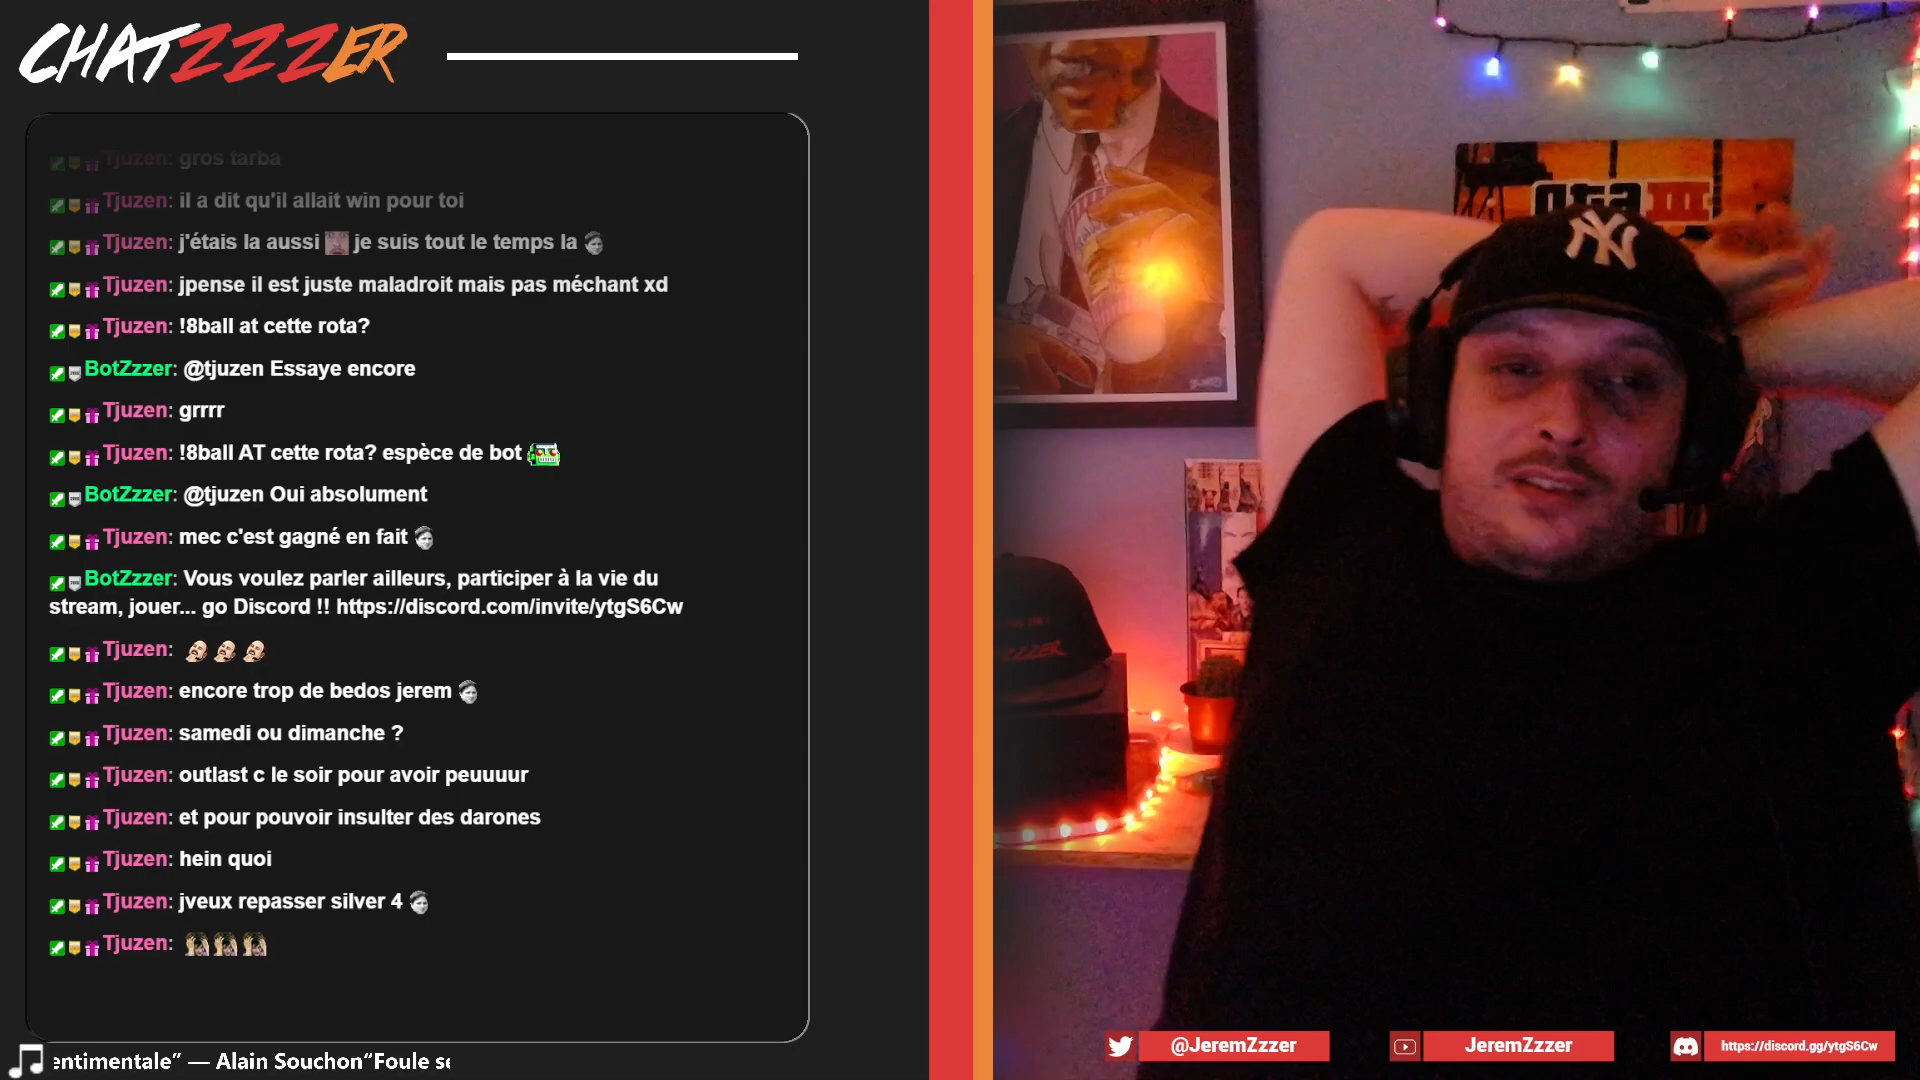 CHATZZZER
Tjuzen: gros tarba
Tjuzen: il a dit qu'il allait win pour toi
Tjuzen: j'étais la aussi je suis tout le temps la
Tjuzen: jpense il est juste maladroit mais pas méchant xd
Tjuzen: !8ball at cette rota?
BotZzzer: @tjuzen Essaye encore
Tjuzen: grrrr
Tjuzen: !8ball AT cette rota? espèce de bot
BotZzzer: @tjuzen Oui absolument
Tjuzen: mec c'est gagné en fait
BotZzzer: Vous voulez parler ailleurs, participer à la vie du
stream, jouer... go Discord !! https://discord.com/invite/ytgS6Cw
Tjuzen:
Tjuzen: encore trop de bedos jerem
Tjuzen: samedi ou dimanche ?
Tjuzen: outlast c le soir pour avoir peuuuur
Tjuzen: et pour pouvoir insulter des darones
Tjuzen: hein quoi
Tjuzen: jveux repasser silver 4
Tjuzen:
entimentale” — Alain Souchon“Foule se
gta III
NY
ZZZER
@JeremZzzer
JeremZzzer
https://discord.gg/ytgS6Cw